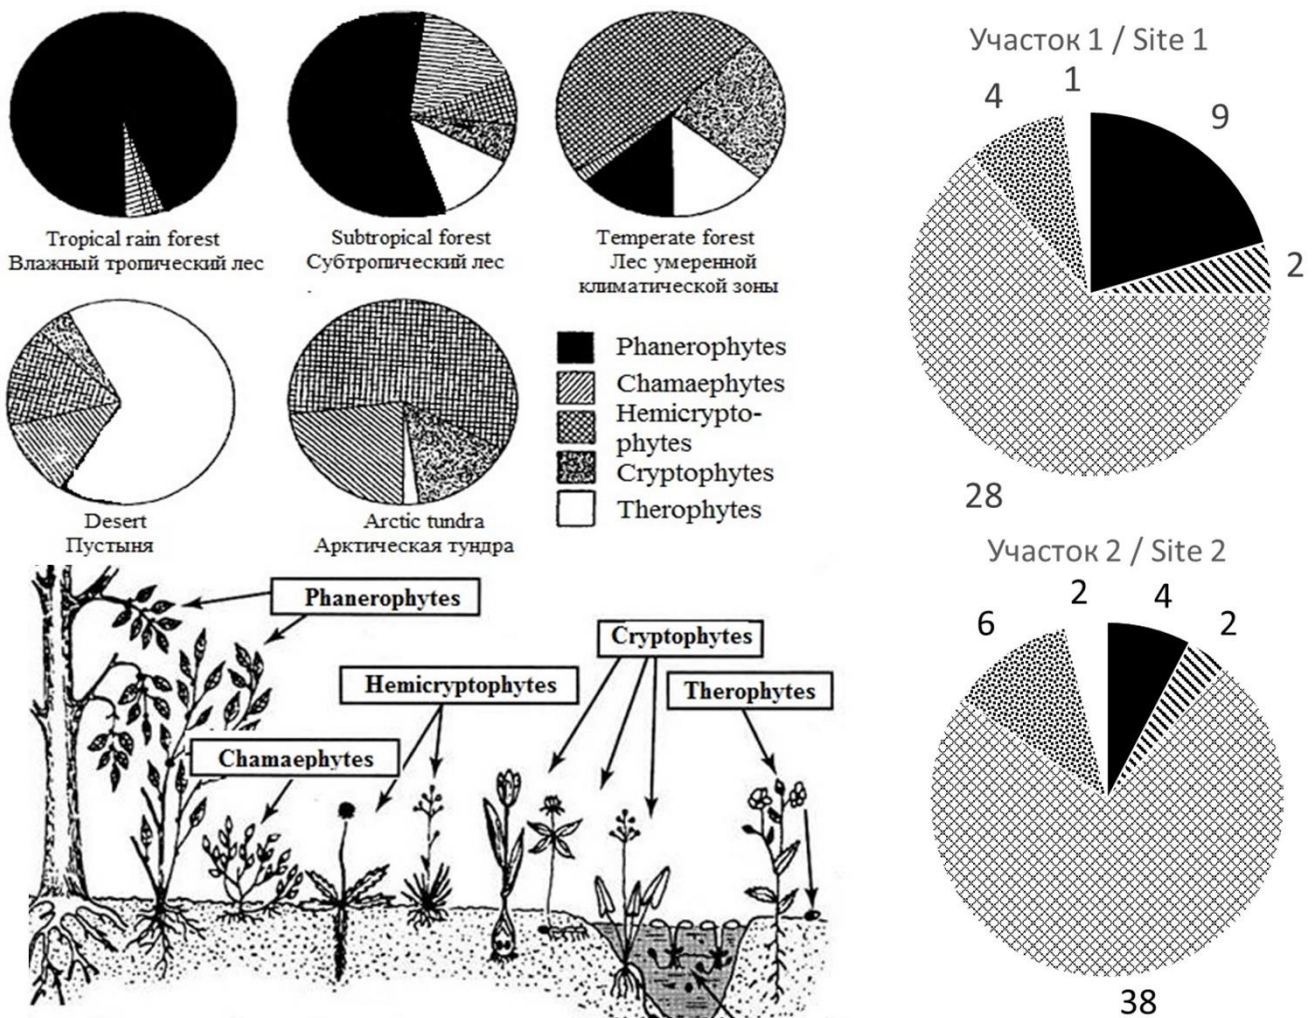 Tropical rain forest
Влажный тропический лес
Subtropical forest
Субтропический лес
Temperate forest
Лес умеренной
климатической зоны
Desert
Пустыня
Arctic tundra
Арктическая тундра
Phanerophytes
Chamaephytes
Hemicrypto-
phytes
Cryptophytes
Therophytes
Phanerophytes
Hemicryptophytes
Chamaephytes
Cryptophytes
Therophytes
Участок 1 / Site 1
1
4
9
2
28
Участок 2 / Site 2
2
4
2
6
38